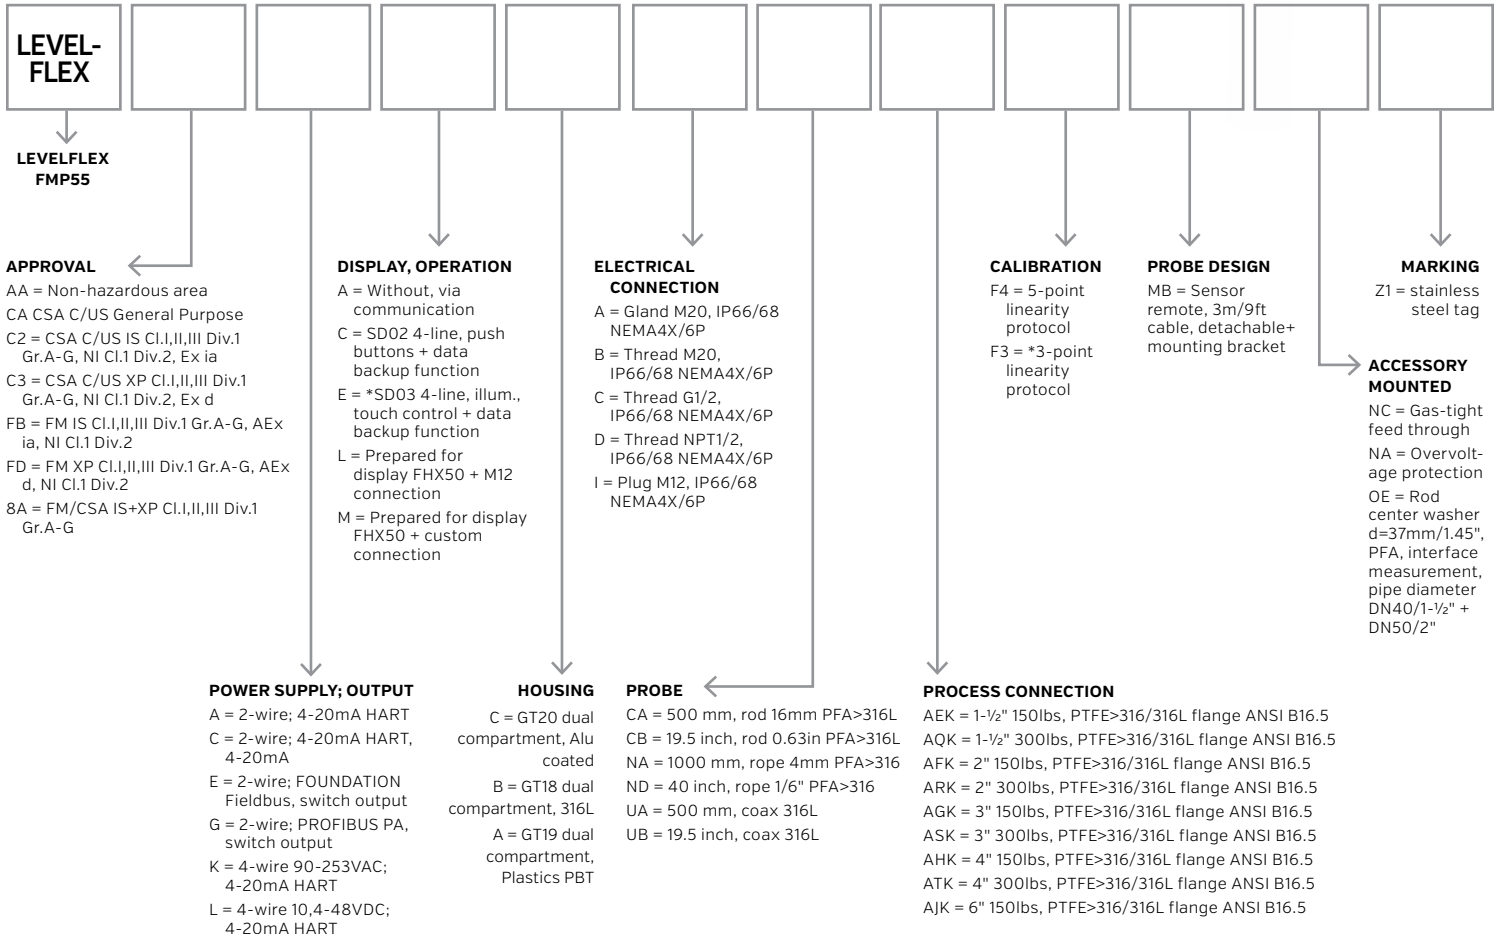 LEVEL-
FLEX
LEVELFLEX
FMP55
APPROVAL
AA = Non-hazardous area
CA CSA C/US General Purpose
C2 = CSA C/US IS Cl.I,II,III Div.1
Gr.A-G, NI Cl.1 Div.2, Ex ia
C3 = CSA C/US XP Cl.I,II,III Div.1
Gr.A-G, NI Cl.1 Div.2, Ex d
FB = FM IS Cl.I,II,III Div.1 Gr.A-G, AEx
ia, NI Cl.1 Div.2
FD = FM XP Cl.I,II,III Div.1 Gr.A-G, AEx
d, NI Cl.1 Div.2
8A = FM/CSA IS+XP Cl.I,II,III Div.1
Gr.A-G
DISPLAY, OPERATION
A = Without, via
communication
C = SD02 4-line, push
buttons + data
backup function
E = *SD03 4-line, illum.,
touch control + data
backup function
L = Prepared for
display FHX50 + M12
connection
M = Prepared for display
FHX50 + custom
connection
ELECTRICAL
CONNECTION
A = Gland M20, IP66/68
NEMA4X/6P
B = Thread M20,
IP66/68 NEMA4X/6P
C = Thread G1/2,
IP66/68 NEMA4X/6P
D = Thread NPT1/2,
IP66/68 NEMA4X/6P
I = Plug M12, IP66/68
NEMA4X/6P
CALIBRATION
F4 = 5-point
linearity
protocol
F3 = *3-point
linearity
protocol
PROBE DESIGN
MB = Sensor
remote, 3m/9ft
cable, detachable+
mounting bracket
MARKING
Z1 = stainless
steel tag
ACCESSORY
MOUNTED
NC = Gas-tight
feed through
NA = Overvolt-
age protection
OE = Rod
center washer
d=37mm/1.45",
PFA, interface
measurement,
pipe diameter
DN40/1-½" +
DN50/2"
POWER SUPPLY; OUTPUT
A = 2-wire; 4-20mA HART
C = 2-wire; 4-20mA HART,
4-20mA
E = 2-wire; FOUNDATION
Fieldbus, switch output
G = 2-wire; PROFIBUS PA,
switch output
K = 4-wire 90-253VAC;
4-20mA HART
L = 4-wire 10,4-48VDC;
4-20mA HART
HOUSING
C = GT20 dual
compartment, Alu
coated
B = GT18 dual
compartment, 316L
A = GT19 dual
compartment,
Plastics PBT
PROBE
CA = 500 mm, rod 16mm PFA>316L
CB = 19.5 inch, rod 0.63in PFA>316L
NA = 1000 mm, rope 4mm PFA>316
ND = 40 inch, rope 1/6" PFA>316
UA = 500 mm, coax 316L
UB = 19.5 inch, coax 316L
PROCESS CONNECTION
AEK = 1-½" 150lbs, PTFE>316/316L flange ANSI B16.5
AQK = 1-½" 300lbs, PTFE>316/316L flange ANSI B16.5
AFK = 2" 150lbs, PTFE>316/316L flange ANSI B16.5
ARK = 2" 300lbs, PTFE>316/316L flange ANSI B16.5
AGK = 3" 150lbs, PTFE>316/316L flange ANSI B16.5
ASK = 3" 300lbs, PTFE>316/316L flange ANSI B16.5
AHK = 4" 150lbs, PTFE>316/316L flange ANSI B16.5
ATK = 4" 300lbs, PTFE>316/316L flange ANSI B16.5
AJK = 6" 150lbs, PTFE>316/316L flange ANSI B16.5